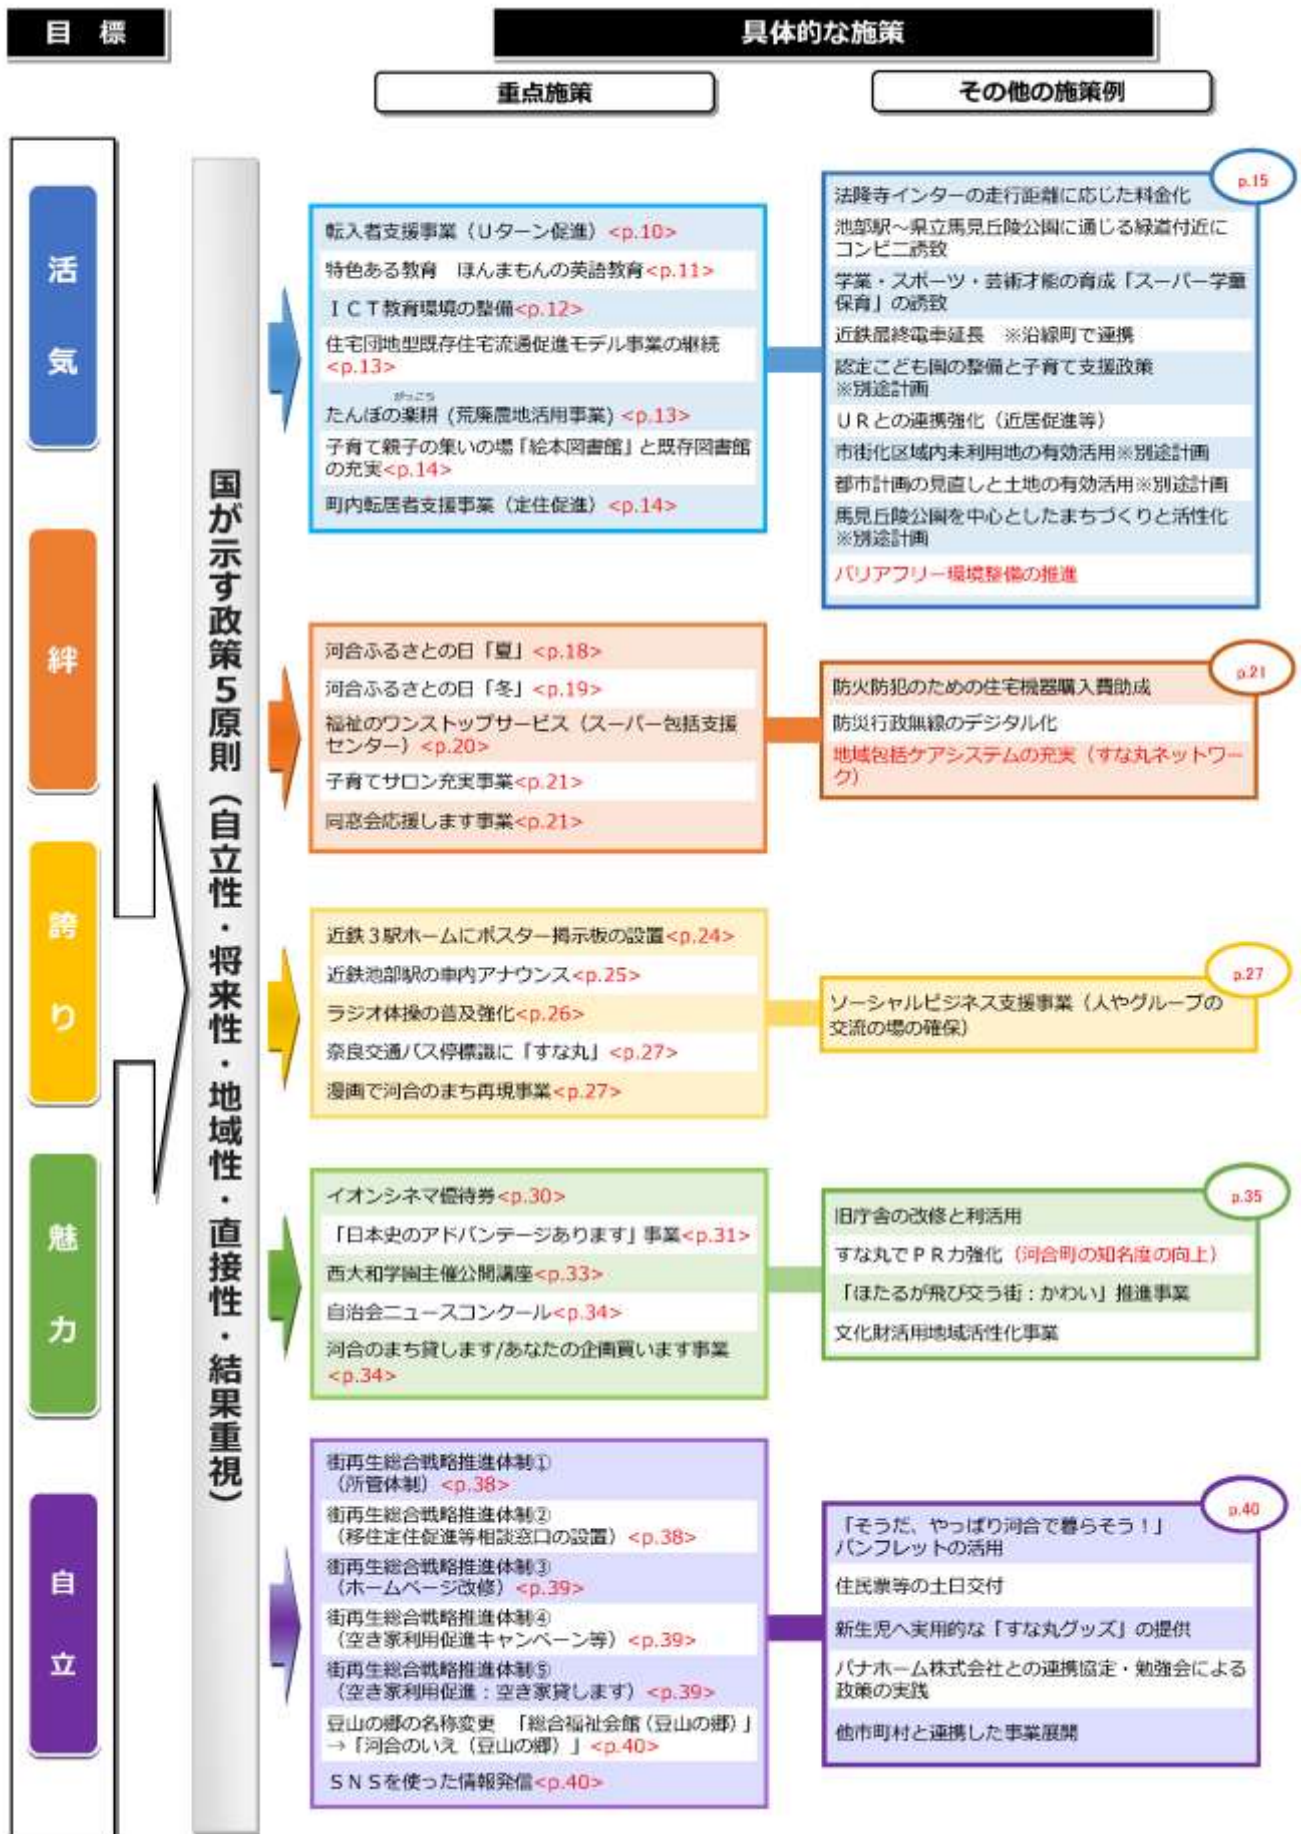 目 標
具体的な施策
重点施策
その他の施策例
国が示す政策５原則（自立性・将来性・地域性・直接性・結果重視）
活
気
転入者支援事業（Ｕターン促進）<p.10>
特色ある教育　ほんまもんの英語教育<p.11>
ＩＣＴ教育環境の整備<p.12>
住宅団地型既存住宅流通促進モデル事業の継続
<p.13>
がっこう
たんぼの楽耕 (荒廃農地活用事業) <p.13>
子育て親子の集いの場「絵本図書館」と既存図書館
の充実<p.14>
町内転居者支援事業（定住促進）<p.14>
p.15
法隆寺インターの走行距離に応じた料金化
池部駅～県立馬見丘陵公園に通じる緑道付近に
コンビニ誘致
学業・スポーツ・芸術才能の育成「スーパー学童
保育」の誘致
近鉄最終電車延長　※沿線町で連携
認定こども園の整備と子育て支援政策
※別途計画
ＵＲとの連携強化（近居促進等）
市街化区域内未利用地の有効活用※別途計画
都市計画の見直しと土地の有効活用※別途計画
馬見丘陵公園を中心としたまちづくりと活性化
※別途計画
バリアフリー環境整備の推進
絆
河合ふるさとの日「夏」<p.18>
河合ふるさとの日「冬」<p.19>
福祉のワンストップサービス（スーパー包括支援
センター）<p.20>
子育てサロン充実事業<p.21>
同窓会応援します事業<p.21>
p.21
防火防犯のための住宅機器購入費助成
防災行政無線のデジタル化
地域包括ケアシステムの充実（すな丸ネットワー
ク）
誇
り
近鉄３駅ホームにポスター掲示板の設置<p.24>
近鉄池部駅の車内アナウンス<p.25>
ラジオ体操の普及強化<p.26>
奈良交通バス停標識に「すな丸」<p.27>
漫画で河合のまち再現事業<p.27>
p.27
ソーシャルビジネス支援事業（人やグループの
交流の場の確保）
魅
力
イオンシネマ優待券<p.30>
「日本史のアドバンテージあります」事業<p.31>
西大和学園主催公開講座<p.33>
自治会ニュースコンクール<p.34>
河合のまち貸します/あなたの企画買います事業
<p.34>
p.35
旧庁舎の改修と利活用
すな丸でＰＲ力強化（河合町の知名度の向上）
「ほたるが飛び交う街：かわい」推進事業
文化財活用地域活性化事業
自
立
街再生総合戦略推進体制①
（所管体制）<p.38>
街再生総合戦略推進体制②
（移住定住促進等相談窓口の設置）<p.38>
街再生総合戦略推進体制③
（ホームページ改修）<p.39>
街再生総合戦略推進体制④
（空き家利用促進キャンペーン等）<p.39>
街再生総合戦略推進体制⑤
（空き家利用促進：空き家貸します）<p.39>
豆山の郷の名称変更　「総合福祉会館（豆山の郷）」
→「河合のいえ（豆山の郷）」<p.40>
ＳＮＳを使った情報発信<p.40>
p.40
「そうだ、やっぱり河合で暮らそう！」
パンフレットの活用
住民票等の土日交付
新生児へ実用的な「すな丸グッズ」の提供
パナホーム株式会社との連携協定・勉強会による
政策の実践
他市町村と連携した事業展開